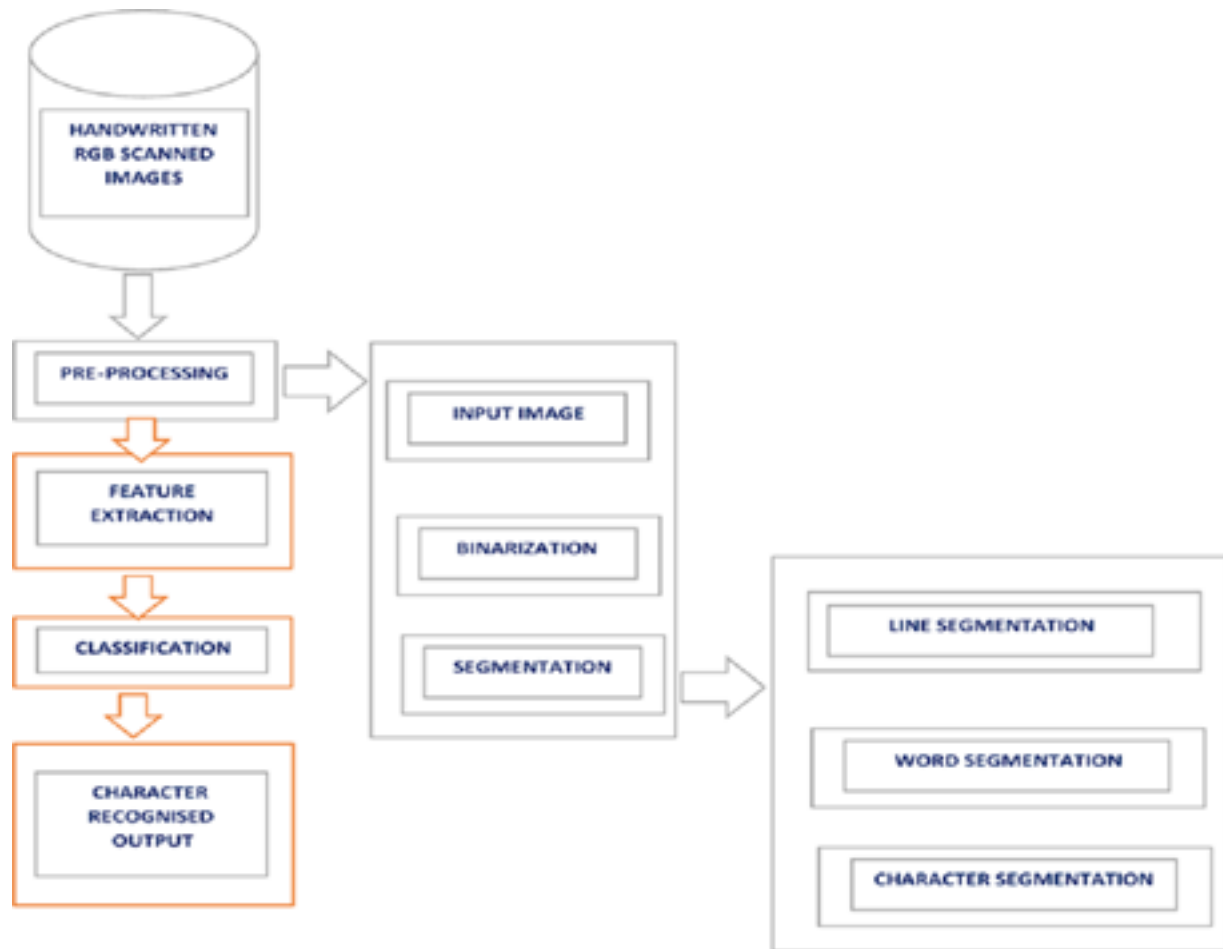 HANDWRITTEN
RGB SCANNED
IMAGES
PRE-PROCESSING
FEATURE
EXTRACTION
CLASSIFICATION
CHARACTER
RECOGNISED
OUTPUT
INPUT IMAGE
BINARIZATION
SEGMENTATION
LINE SEGMENTATION
WORD SEGMENTATION
CHARACTER SEGMENTATION